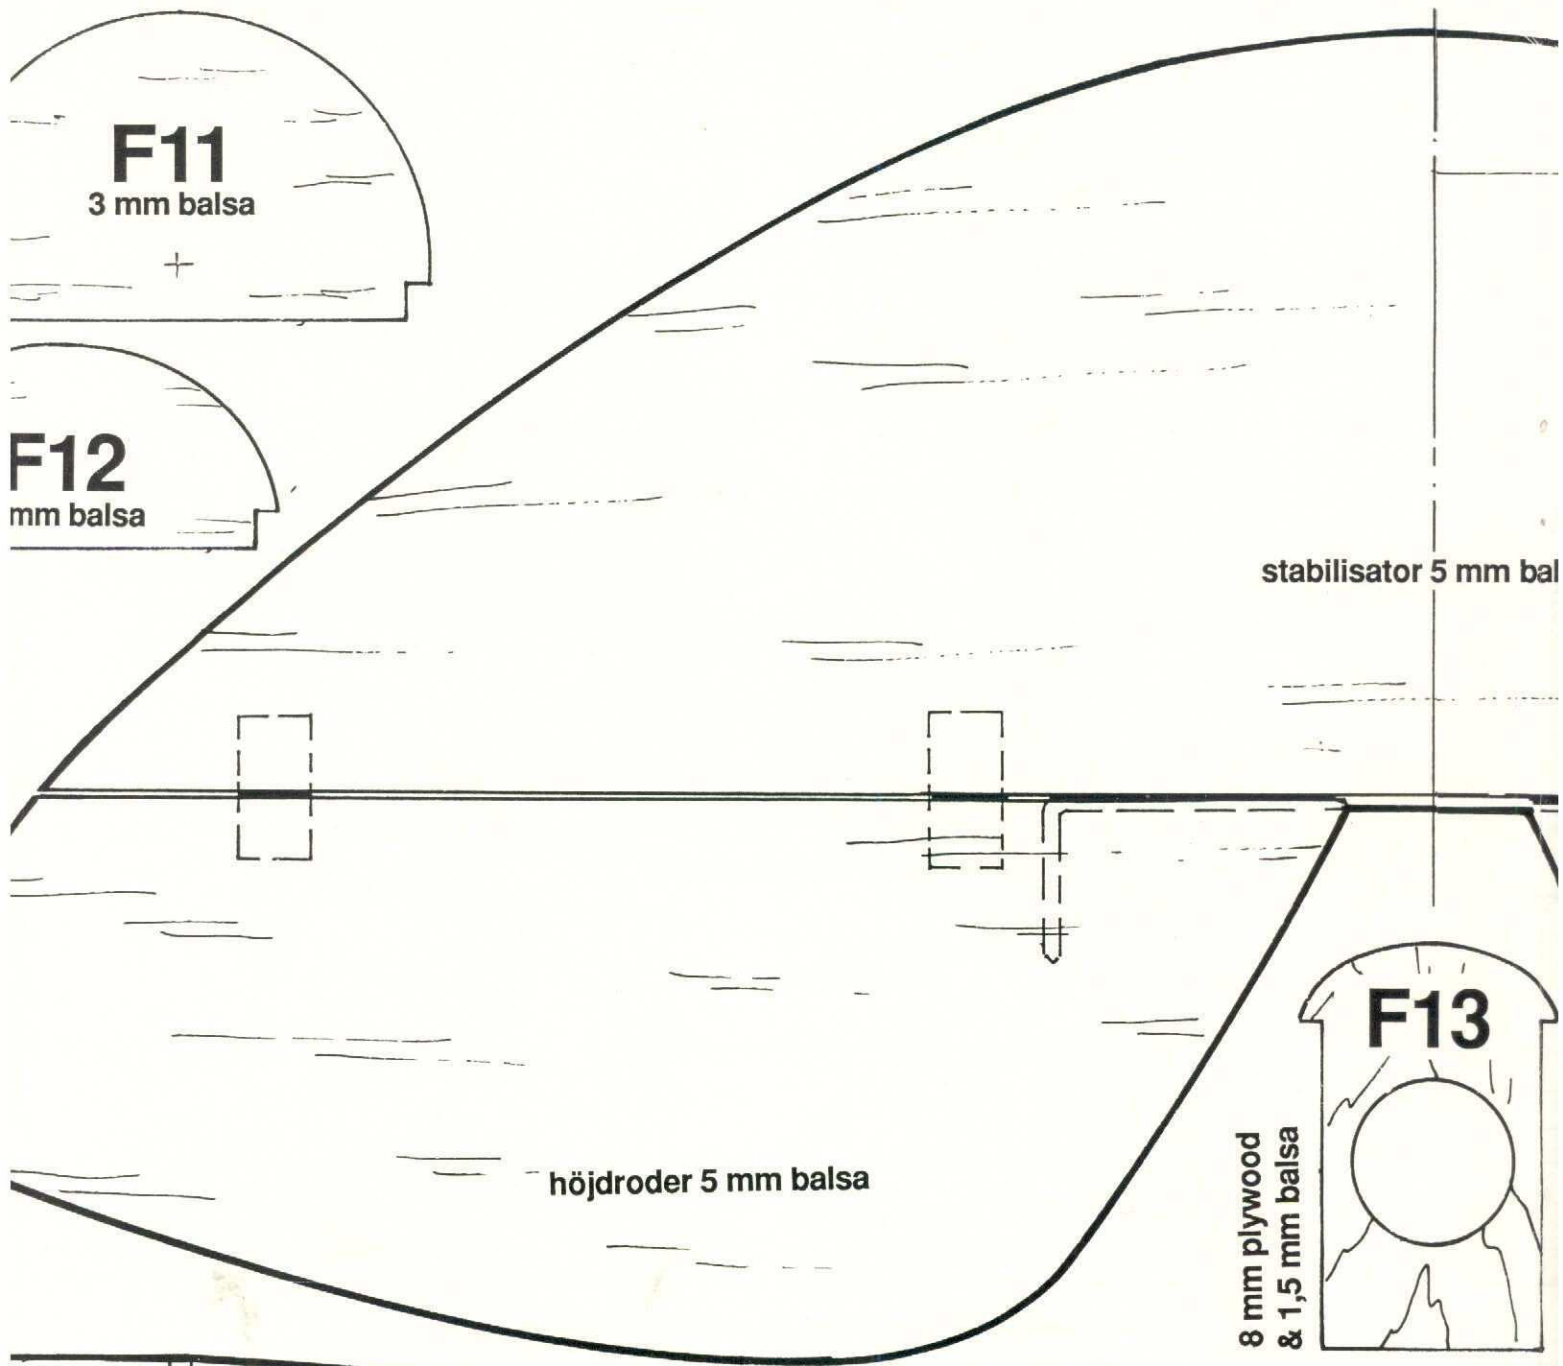 F11
3 mm balsa
F12
mm balsa
stabilisator 5 mm bal
höjdroder 5 mm balsa
F13
8 mm plywood
& 1,5 mm balsa